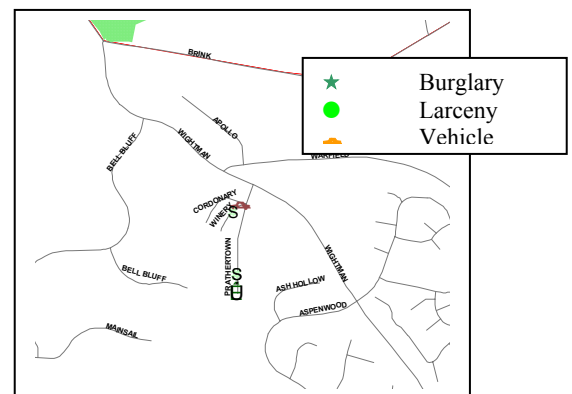 BRINK
Burglary
Larceny
Vehicle
APOLLO
WIGHTMAN
BELL BLUFF
WARFIELD
CORDONARY
WINERY
S
PRATHERTOWN
WIGHTMAN
BELL BLUFF
S
ASH HOLLOW
ASPENWOOD
MAINSAIL